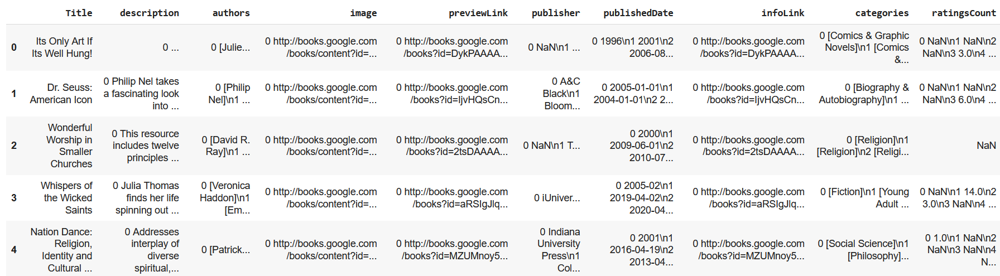 Title description authors image previewLink publisher publishedDate infoLink categories ratingsCount
0 Its Only Art If Its Well Hung! 0 ... 0 [Julie... 0 http://books.google.com/books/content?id=... 0 http://books.google.com/books?id=DykPAAAA... 0 NaN\n1 ... 0 1996\n1 2001\n2 2006-08... 0 http://books.google.com/books?id=DykPAAAA... 0 [Comics & Graphic Novels]\n1 [Comics &... 0 NaN\n1 NaN\n2 NaN\n3 3.0\n4 ...
1 Dr. Seuss: American Icon 0 Philip Nel takes a fascinating look into ... 0 [Philip Nel]\n1 ... 0 http://books.google.com/books/content?id=... 0 http://books.google.com/books?id=IjvHQsCn... 0 A&C Black\n1 Bloom... 0 2005-01-01\n1 2004-01-01\n2 2... 0 http://books.google.com/books?id=IjvHQsCn... 0 [Biography & Autobiography]\n1 ... 0 NaN\n1 NaN\n2 NaN\n3 6.0\n4 ...
2 Wonderful Worship in Smaller Churches 0 This resource includes twelve principles ... 0 [David R. Ray]\n1 ... 0 http://books.google.com/books/content?id=... 0 http://books.google.com/books?id=2tsDAAAA... 0 NaN\n1 T... 0 2000\n1 2009-06-01\n2 2010-07... 0 http://books.google.com/books?id=2tsDAAAA... 0 [Religion]\n1 [Religion]\n2 [Religi... NaN
3 Whispers of the Wicked Saints 0 Julia Thomas finds her life spinning out ... 0 [Veronica Haddon]\n1 [Em... 0 http://books.google.com/books/content?id=... 0 http://books.google.com/books?id=aRSIgJlq... 0 iUniver... 0 2005-02\n1 2019-04-02\n2 2020-04... 0 http://books.google.com/books?id=aRSIgJlq... 0 [Fiction]\n1 [Young Adult ... 0 NaN\n1 14.0\n2 3.0\n3 NaN\n4 ...
4 Nation Dance: Religion, Identity and Cultural ... 0 Addresses interplay of diverse spiritual,... 0 [Patrick... 0 http://books.google.com/books/content?id=... 0 http://books.google.com/books?id=MZUMnoy5... 0 Indiana University Press\n1 Col... 0 2001\n1 2016-04-19\n2 2013-04... 0 http://books.google.com/books?id=MZUMnoy5... 0 [Social Science]\n1 [Philosophy]... 0 1.0\n1 NaN\n2 NaN\n3 NaN\n4 N...